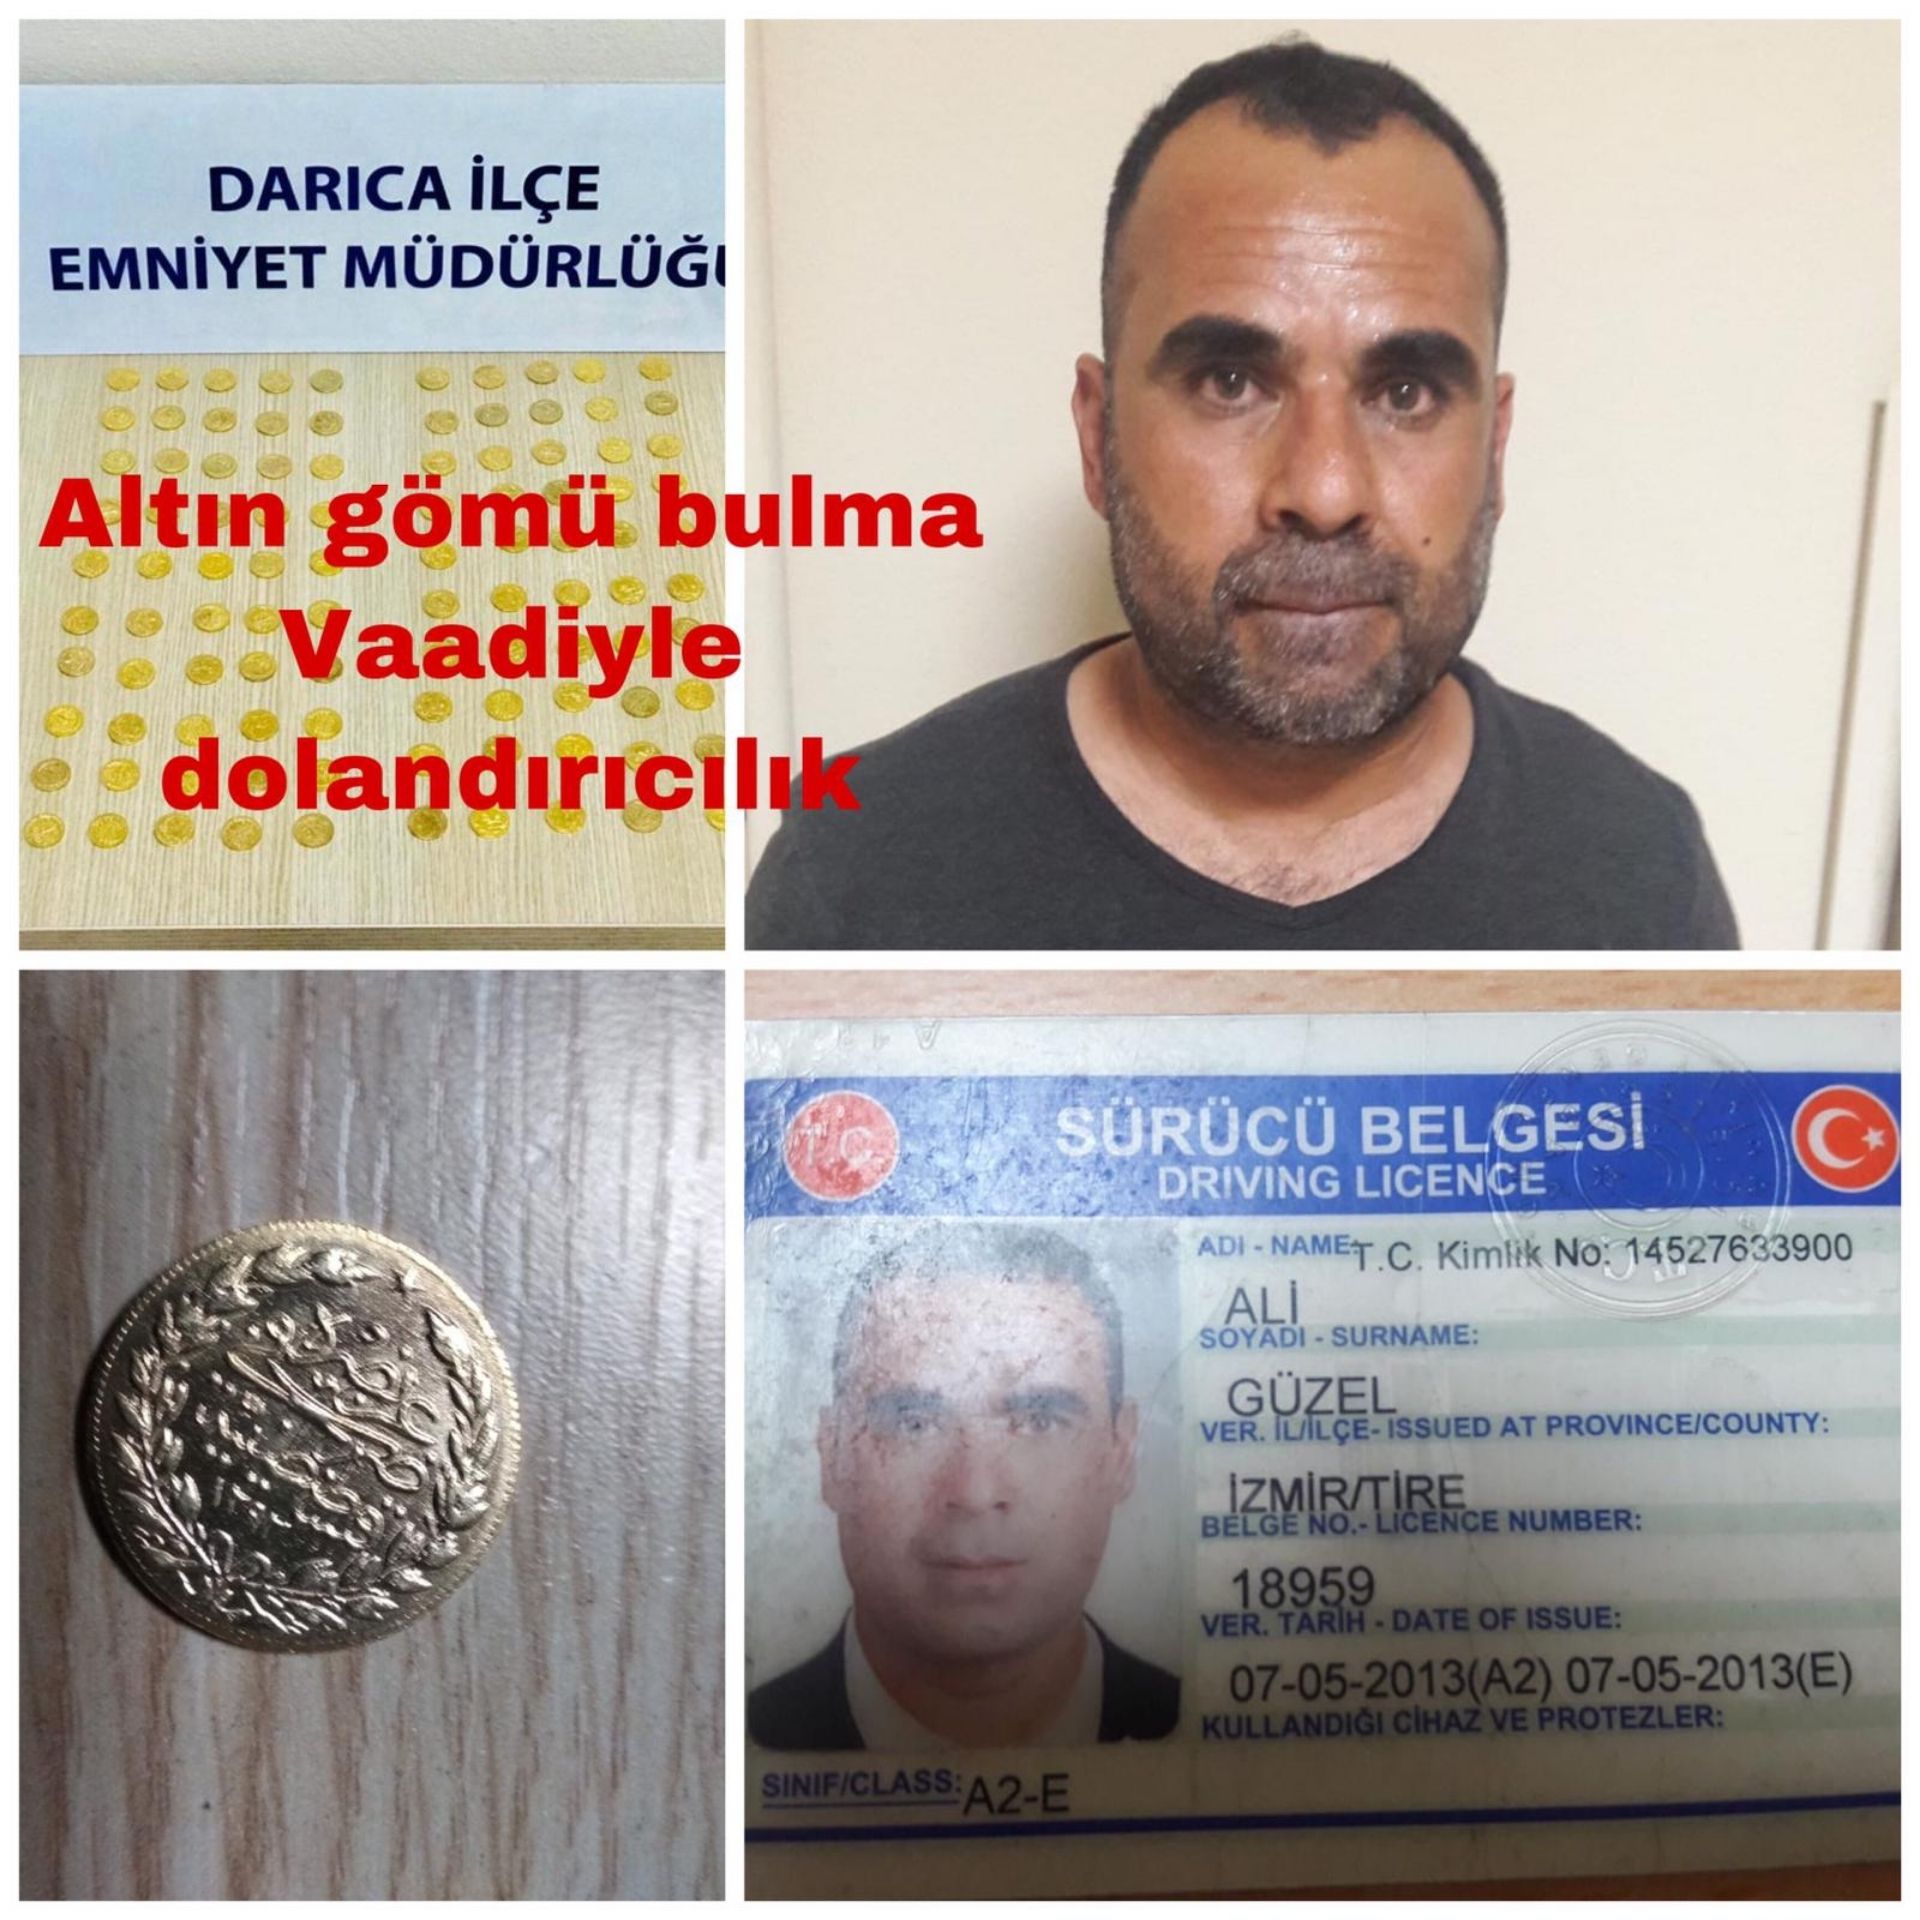 DARICA İLÇE
EMNİYET MÜDÜRLÜĞ
Altın gömü bulma
Vaadiyle
dolandırıcılık
T.C.
SÜRÜCÜ BELGESİ
DRIVING LICENCE
ADI - NAME: T.C. Kimlik No: 14527633900
ALİ
SOYADI - SURNAME:
GÜZEL
VER. İL/İLÇE- ISSUED AT PROVINCE/COUNTY:
İZMİR/TİRE
BELGE NO.- LICENCE NUMBER:
18959
VER. TARİH - DATE OF ISSUE:
07-05-2013(A2) 07-05-2013(E)
KULLANDIĞI CİHAZ VE PROTEZLER:
SINIF/CLASS: A2-E